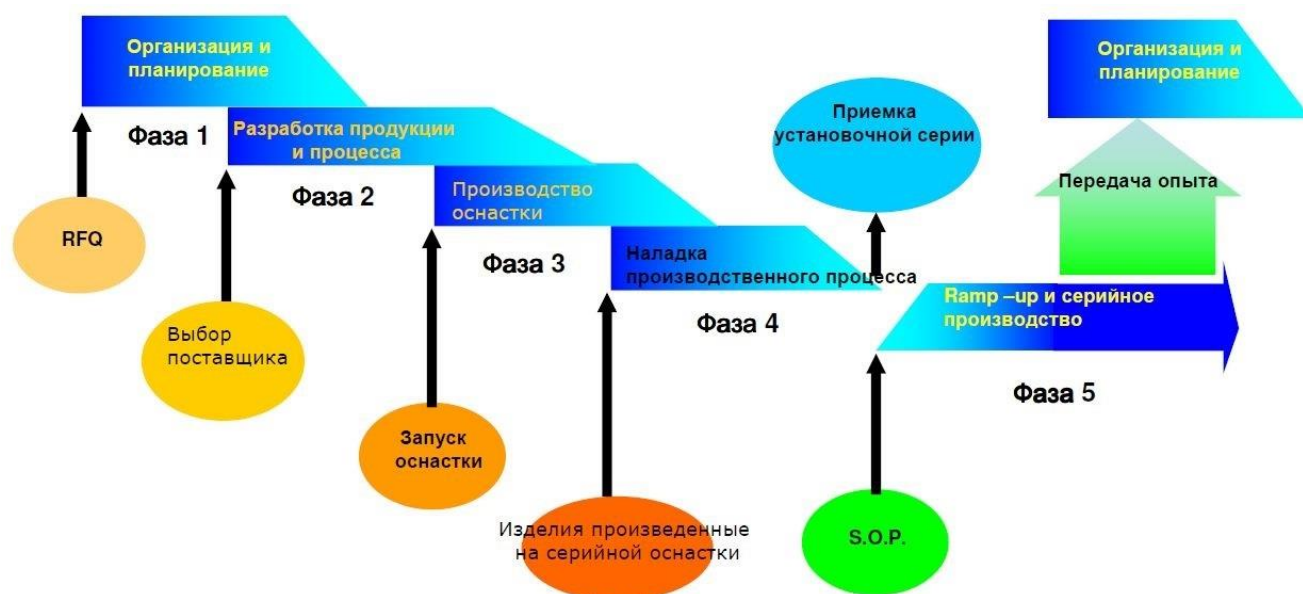 Организация и
планирование
Фаза 1
RFQ
Разработка продукции
и процесса
Фаза 2
Выбор
поставщика
Производство
оснастки
Фаза 3
Запуск
оснастки
Наладка
производственного процесса
Фаза 4
Изделия произведенные
на серийной оснастки
Приемка
установочной серии
S.O.P.
Ramp –up и серийное
производство
Фаза 5
Передача опыта
Организация и
планирование